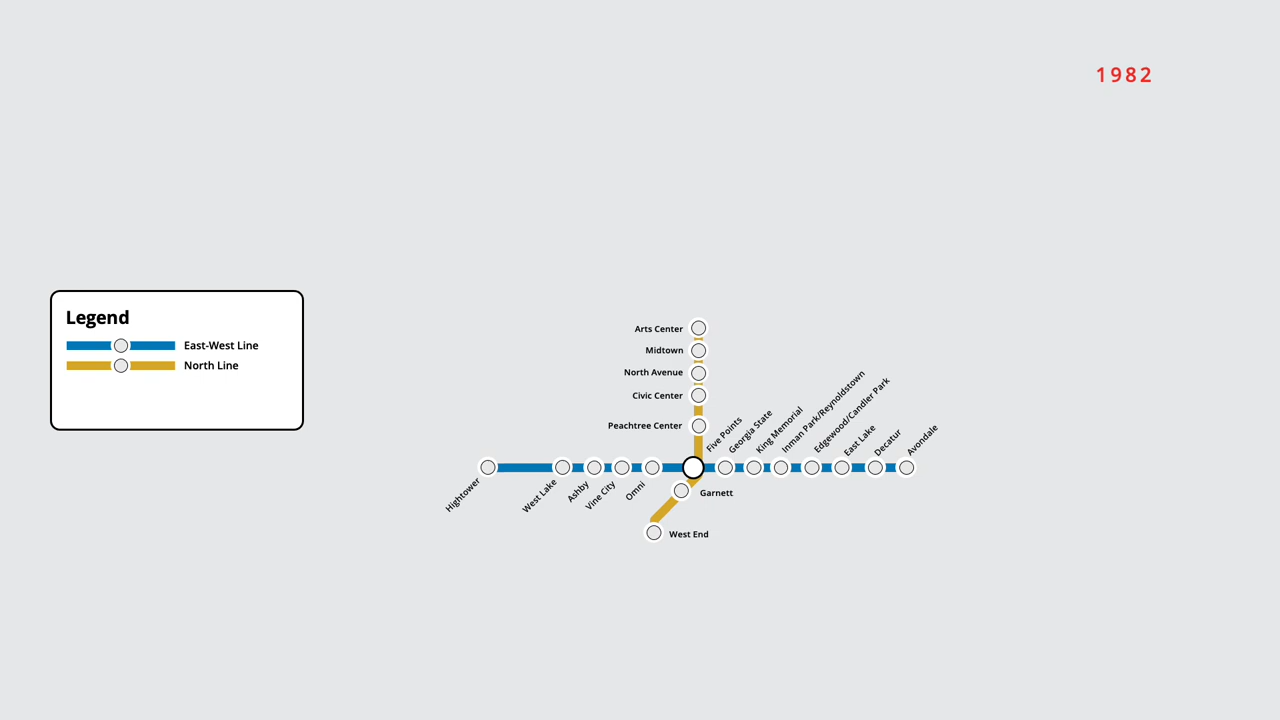 1982
Legend
East-West Line
North Line
Arts Center
Midtown
North Avenue
Civic Center
Peachtree Center
Five Points
Georgia State
King Memorial
Inman Park/Reynoldstown
Edgewood/Candler Park
East Lake
Decatur
Avondale
Hightower
West Lake
Ashby
Vine City
Omni
Garnett
West End